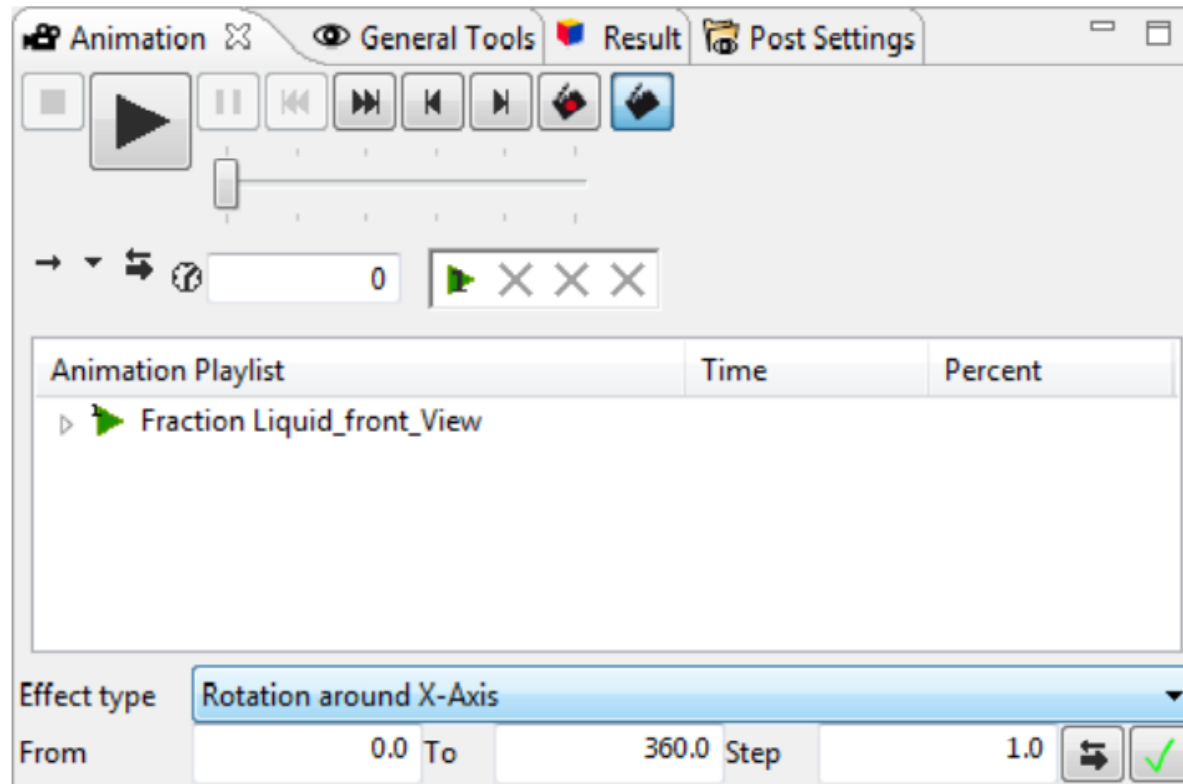 Animation General Tools Result Post Settings
0
Animation Playlist Time Percent
Fraction Liquid_front_View
Effect type Rotation around X-Axis
From 0.0 To 360.0 Step 1.0